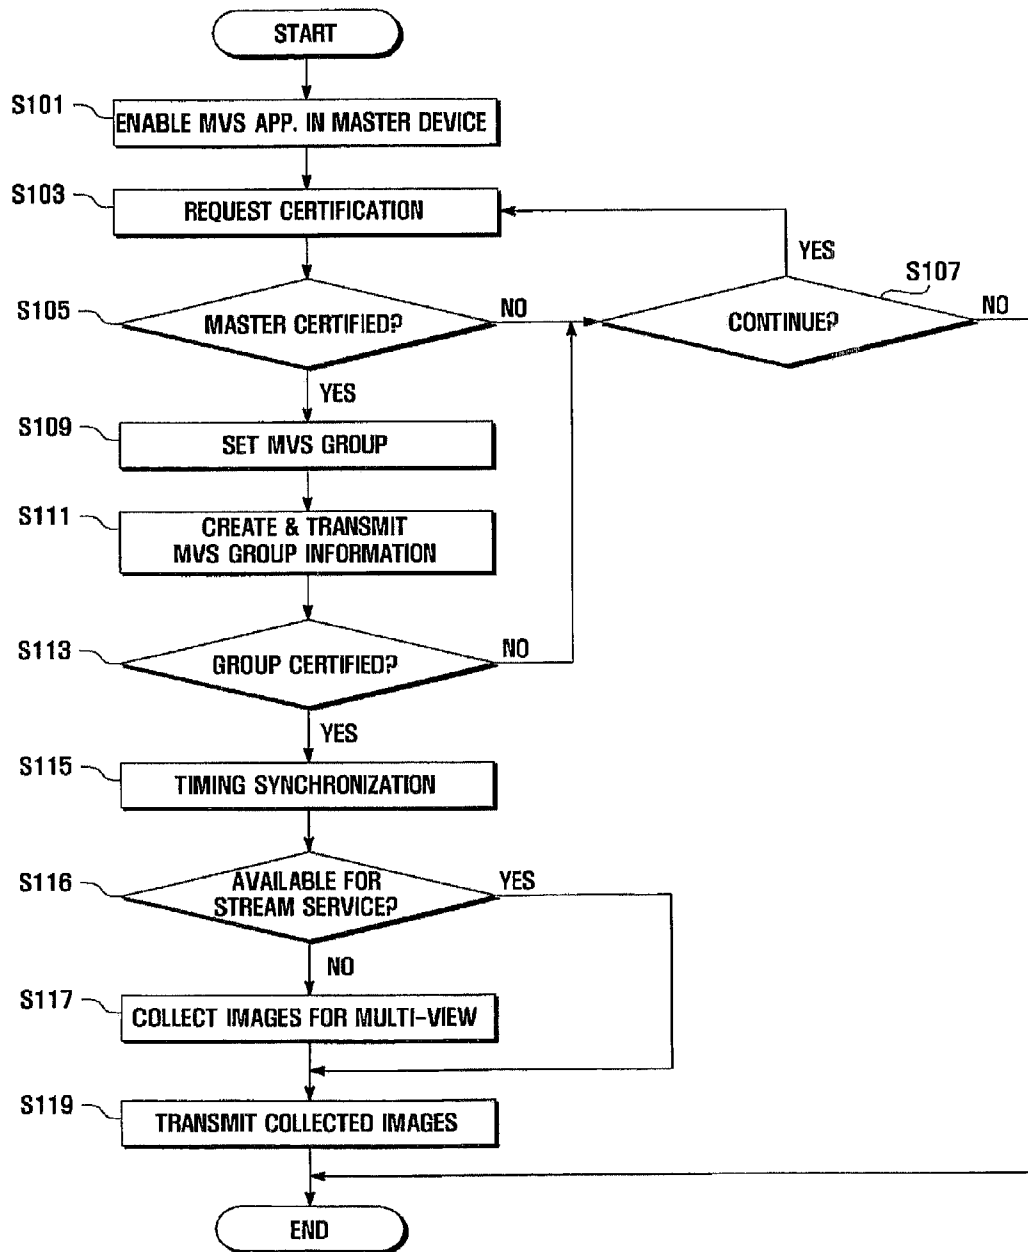 START
S101
ENABLE MVS APP. IN MASTER DEVICE
S103
REQUEST CERTIFICATION
YES
S107
S105
MASTER CERTIFIED?
NO
CONTINUE?
NO
YES
S109
SET MVS GROUP
S111
CREATE & TRANSMIT
MVS GROUP INFORMATION
S113
GROUP CERTIFIED?
NO
YES
S115
TIMING SYNCHRONIZATION
S116
AVAILABLE FOR
STREAM SERVICE?
YES
NO
S117
COLLECT IMAGES FOR MULTI-VIEW
S119
TRANSMIT COLLECTED IMAGES
END